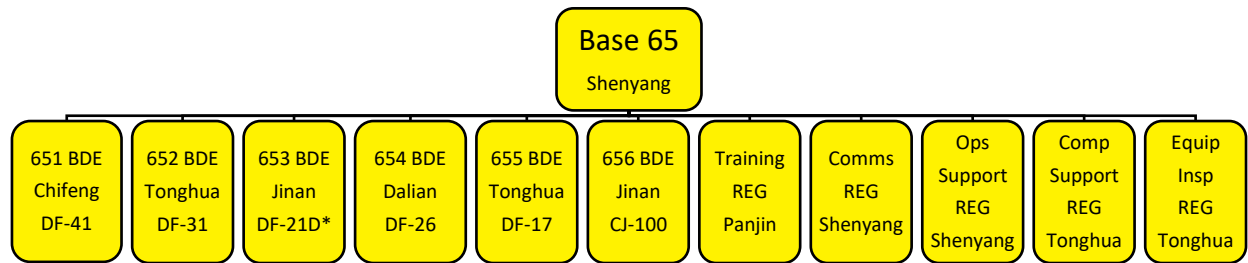 Base 65
Shenyang
651 BDE
Chifeng
DF-41
652 BDE
Tonghua
DF-31
653 BDE
Jinan
DF-21D*
654 BDE
Dalian
DF-26
655 BDE
Tonghua
DF-17
656 BDE
Jinan
CJ-100
Training
REG
Panjin
Comms
REG
Shenyang
Ops
Support
REG
Shenyang
Comp
Support
REG
Tonghua
Equip
Insp
REG
Tonghua